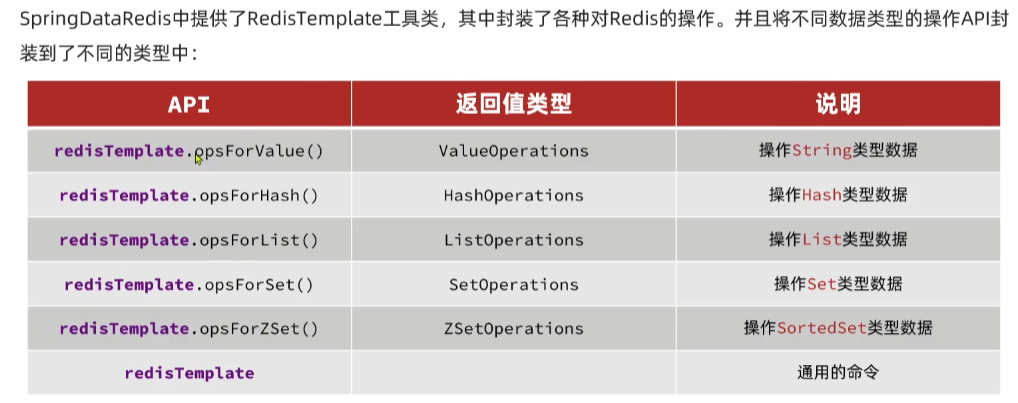 SpringDataRedis中提供了RedisTemplate工具类，其中封装了各种对Redis的操作。并且将不同数据类型的操作API封
装到了不同的类型中：
API 返回值类型 说明
redisTemplate.opsForValue() ValueOperations 操作String类型数据
redisTemplate.opsForHash() HashOperations 操作Hash类型数据
redisTemplate.opsForList() ListOperations 操作List类型数据
redisTemplate.opsForSet() SetOperations 操作Set类型数据
redisTemplate.opsForZSet() ZSetOperations 操作SortedSet类型数据
redisTemplate 通用的命令